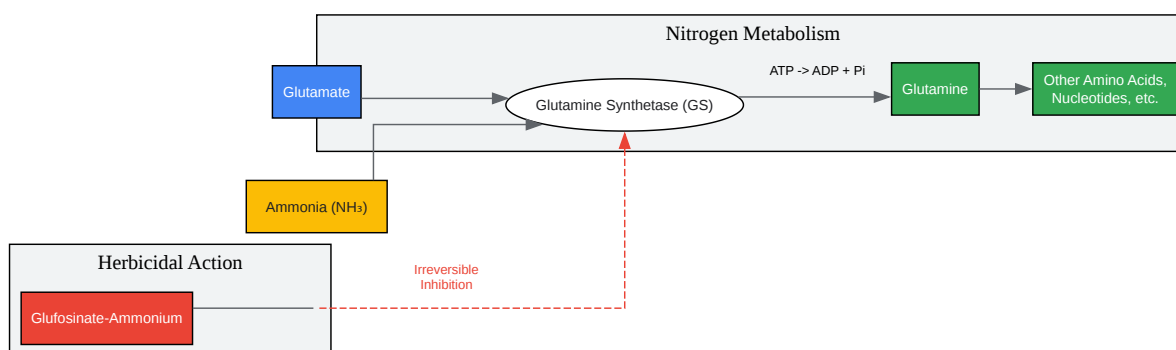 Nitrogen Metabolism
ATP -> ADP + Pi
Glutamate
Glutamine Synthetase (GS)
Glutamine
Other Amino Acids,
Nucleotides, etc.
Ammonia (NH₃)
Herbicidal Action
Irreversible
Inhibition
Glufosinate-Ammonium